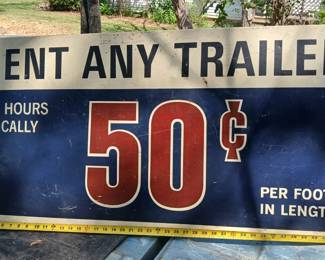 ENT ANY TRAILE
HOURS
CALLY
50¢
PER FOOT
IN LENGT